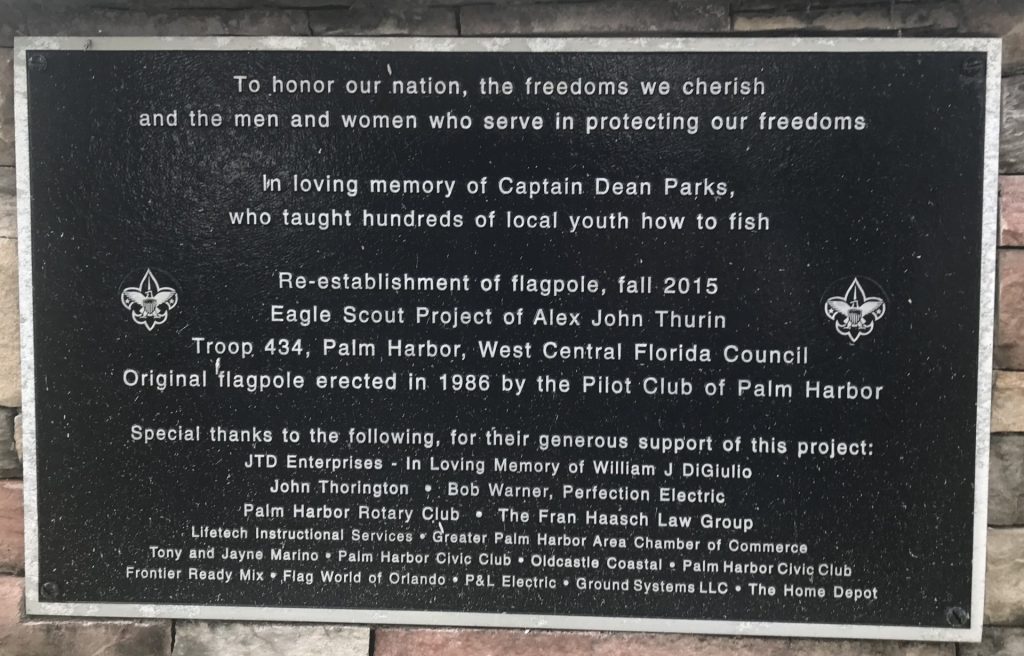 To honor our nation, the freedoms we cherish
and the men and women who serve in protecting our freedoms
In loving memory of Captain Dean Parks,
who taught hundreds of local youth how to fish
Re-establishment of flagpole, fall 2015
Eagle Scout Project of Alex John Thurin
Troop 434, Palm Harbor, West Central Florida Council
Original flagpole erected in 1986 by the Pilot Club of Palm Harbor
Special thanks to the following, for their generous support of this project:
JTD Enterprises - In Loving Memory of William J DiGiulio
John Thorington • Bob Warner, Perfection Electric
Palm Harbor Rotary Club • The Fran Haasch Law Group
Lifetech Instructional Services • Greater Palm Harbor Area Chamber of Commerce
Tony and Jayne Marino • Palm Harbor Civic Club • Oldcastle Coastal • Palm Harbor Civic Club
Frontier Ready Mix • Flag World of Orlando • P&L Electric • Ground Systems LLC • The Home Depot